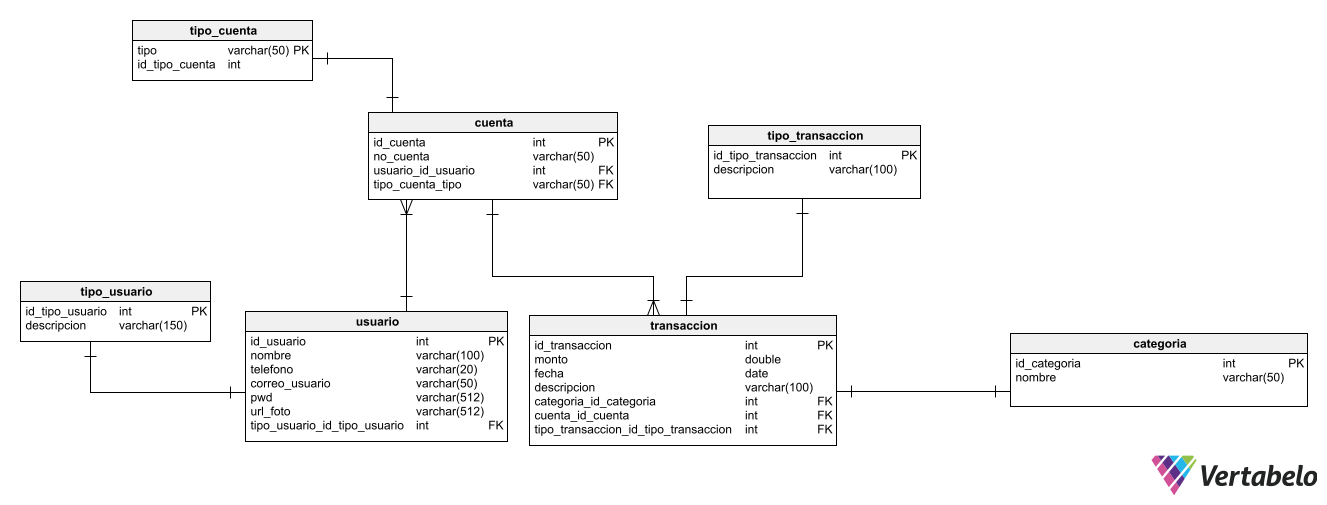 tipo_cuenta
tipo varchar(50) PK
id_tipo_cuenta int
cuenta
id_cuenta int PK
no_cuenta varchar(50)
usuario_id_usuario int FK
tipo_cuenta_tipo varchar(50) FK
tipo_transaccion
id_tipo_transaccion int PK
descripcion varchar(100)
tipo_usuario
id_tipo_usuario int PK
descripcion varchar(150)
usuario
id_usuario int PK
nombre varchar(100)
telefono varchar(20)
correo_usuario varchar(50)
pwd varchar(512)
url_foto varchar(512)
tipo_usuario_id_tipo_usuario int FK
transaccion
id_transaccion int PK
monto double
fecha date
descripcion varchar(100)
categoria_id_categoria int FK
cuenta_id_cuenta int FK
tipo_transaccion_id_tipo_transaccion int FK
categoria
id_categoria int PK
nombre varchar(50)
Vertabelo